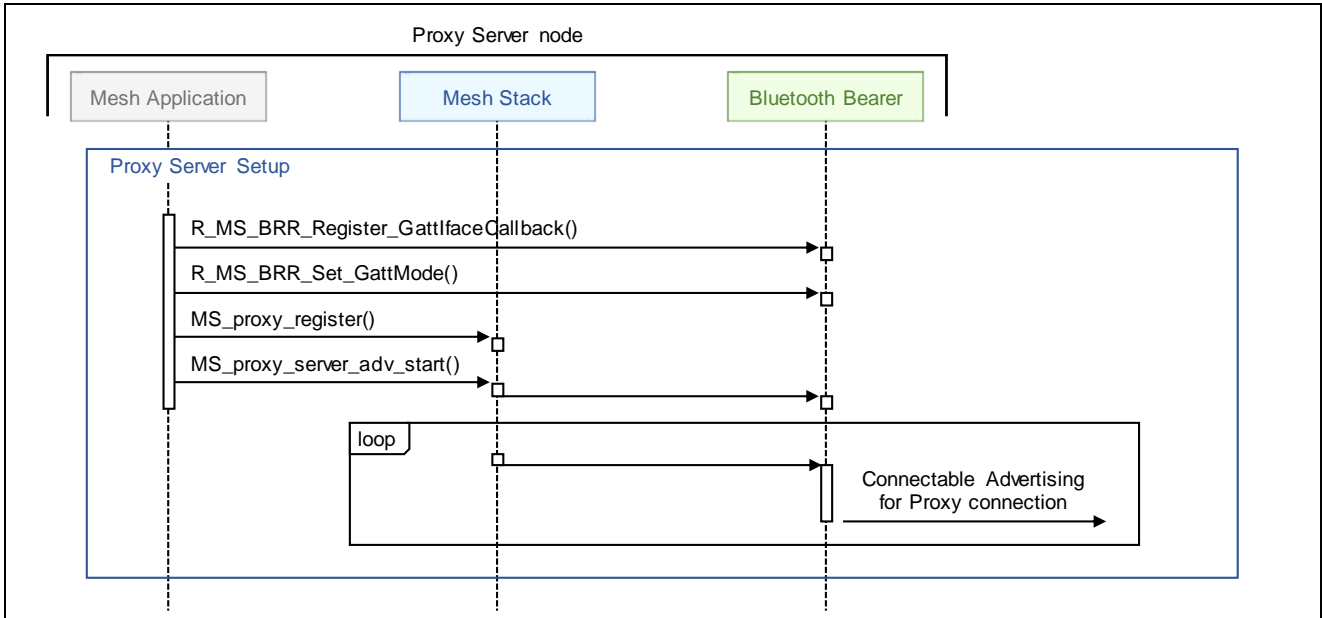 Proxy Server node
Mesh Application
Mesh Stack
Bluetooth Bearer
Proxy Server Setup
R_MS_BRR_Register_GattIfaceCallback()
R_MS_BRR_Set_GattMode()
MS_proxy_register()
MS_proxy_server_adv_start()
loop
Connectable Advertising
for Proxy connection